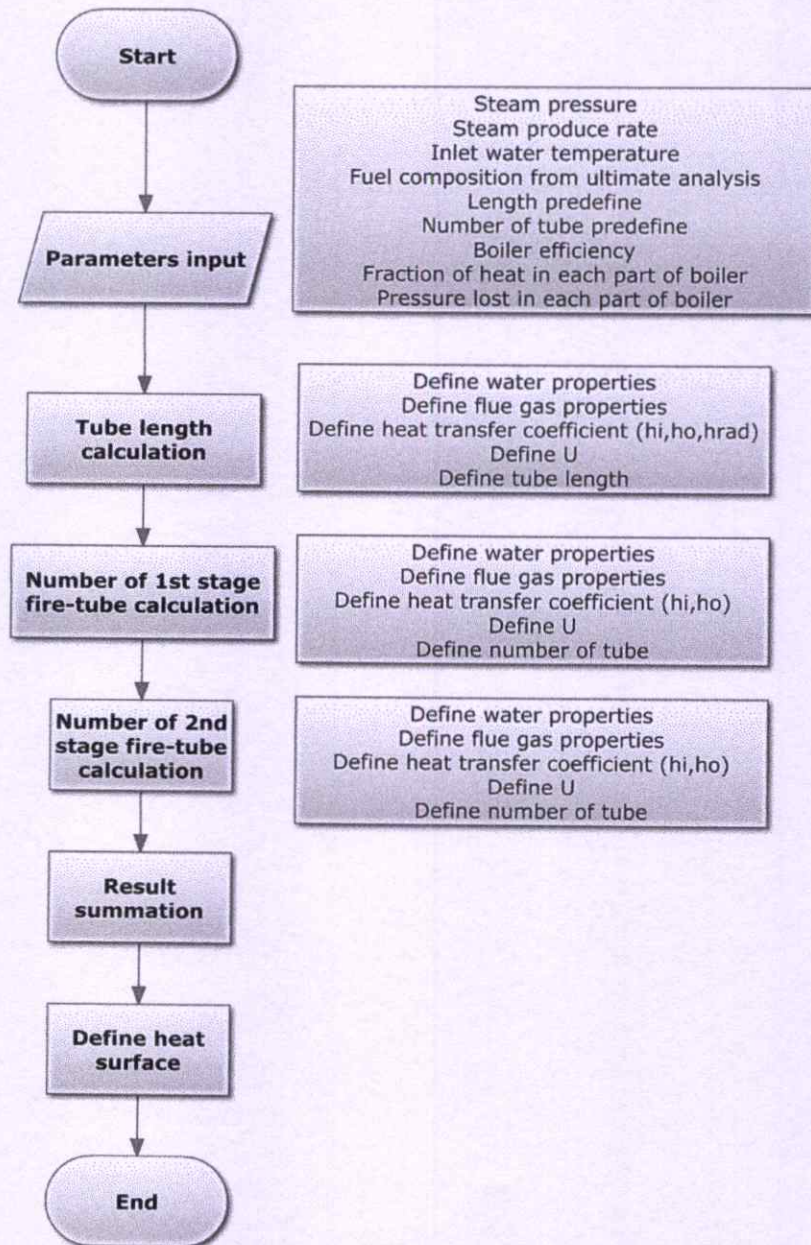 Start
Steam pressure
Steam produce rate
Inlet water temperature
Fuel composition from ultimate analysis
Length predefine
Number of tube predefine
Boiler efficiency
Fraction of heat in each part of boiler
Pressure lost in each part of boiler
Parameters input
Tube length
calculation
Define water properties
Define flue gas properties
Define heat transfer coefficient (hi,ho,hrad)
Define U
Define tube length
Number of 1st stage
fire-tube calculation
Define water properties
Define flue gas properties
Define heat transfer coefficient (hi,ho)
Define U
Define number of tube
Number of 2nd
stage fire-tube
calculation
Define water properties
Define flue gas properties
Define heat transfer coefficient (hi,ho)
Define U
Define number of tube
Result
summation
Define heat
surface
End